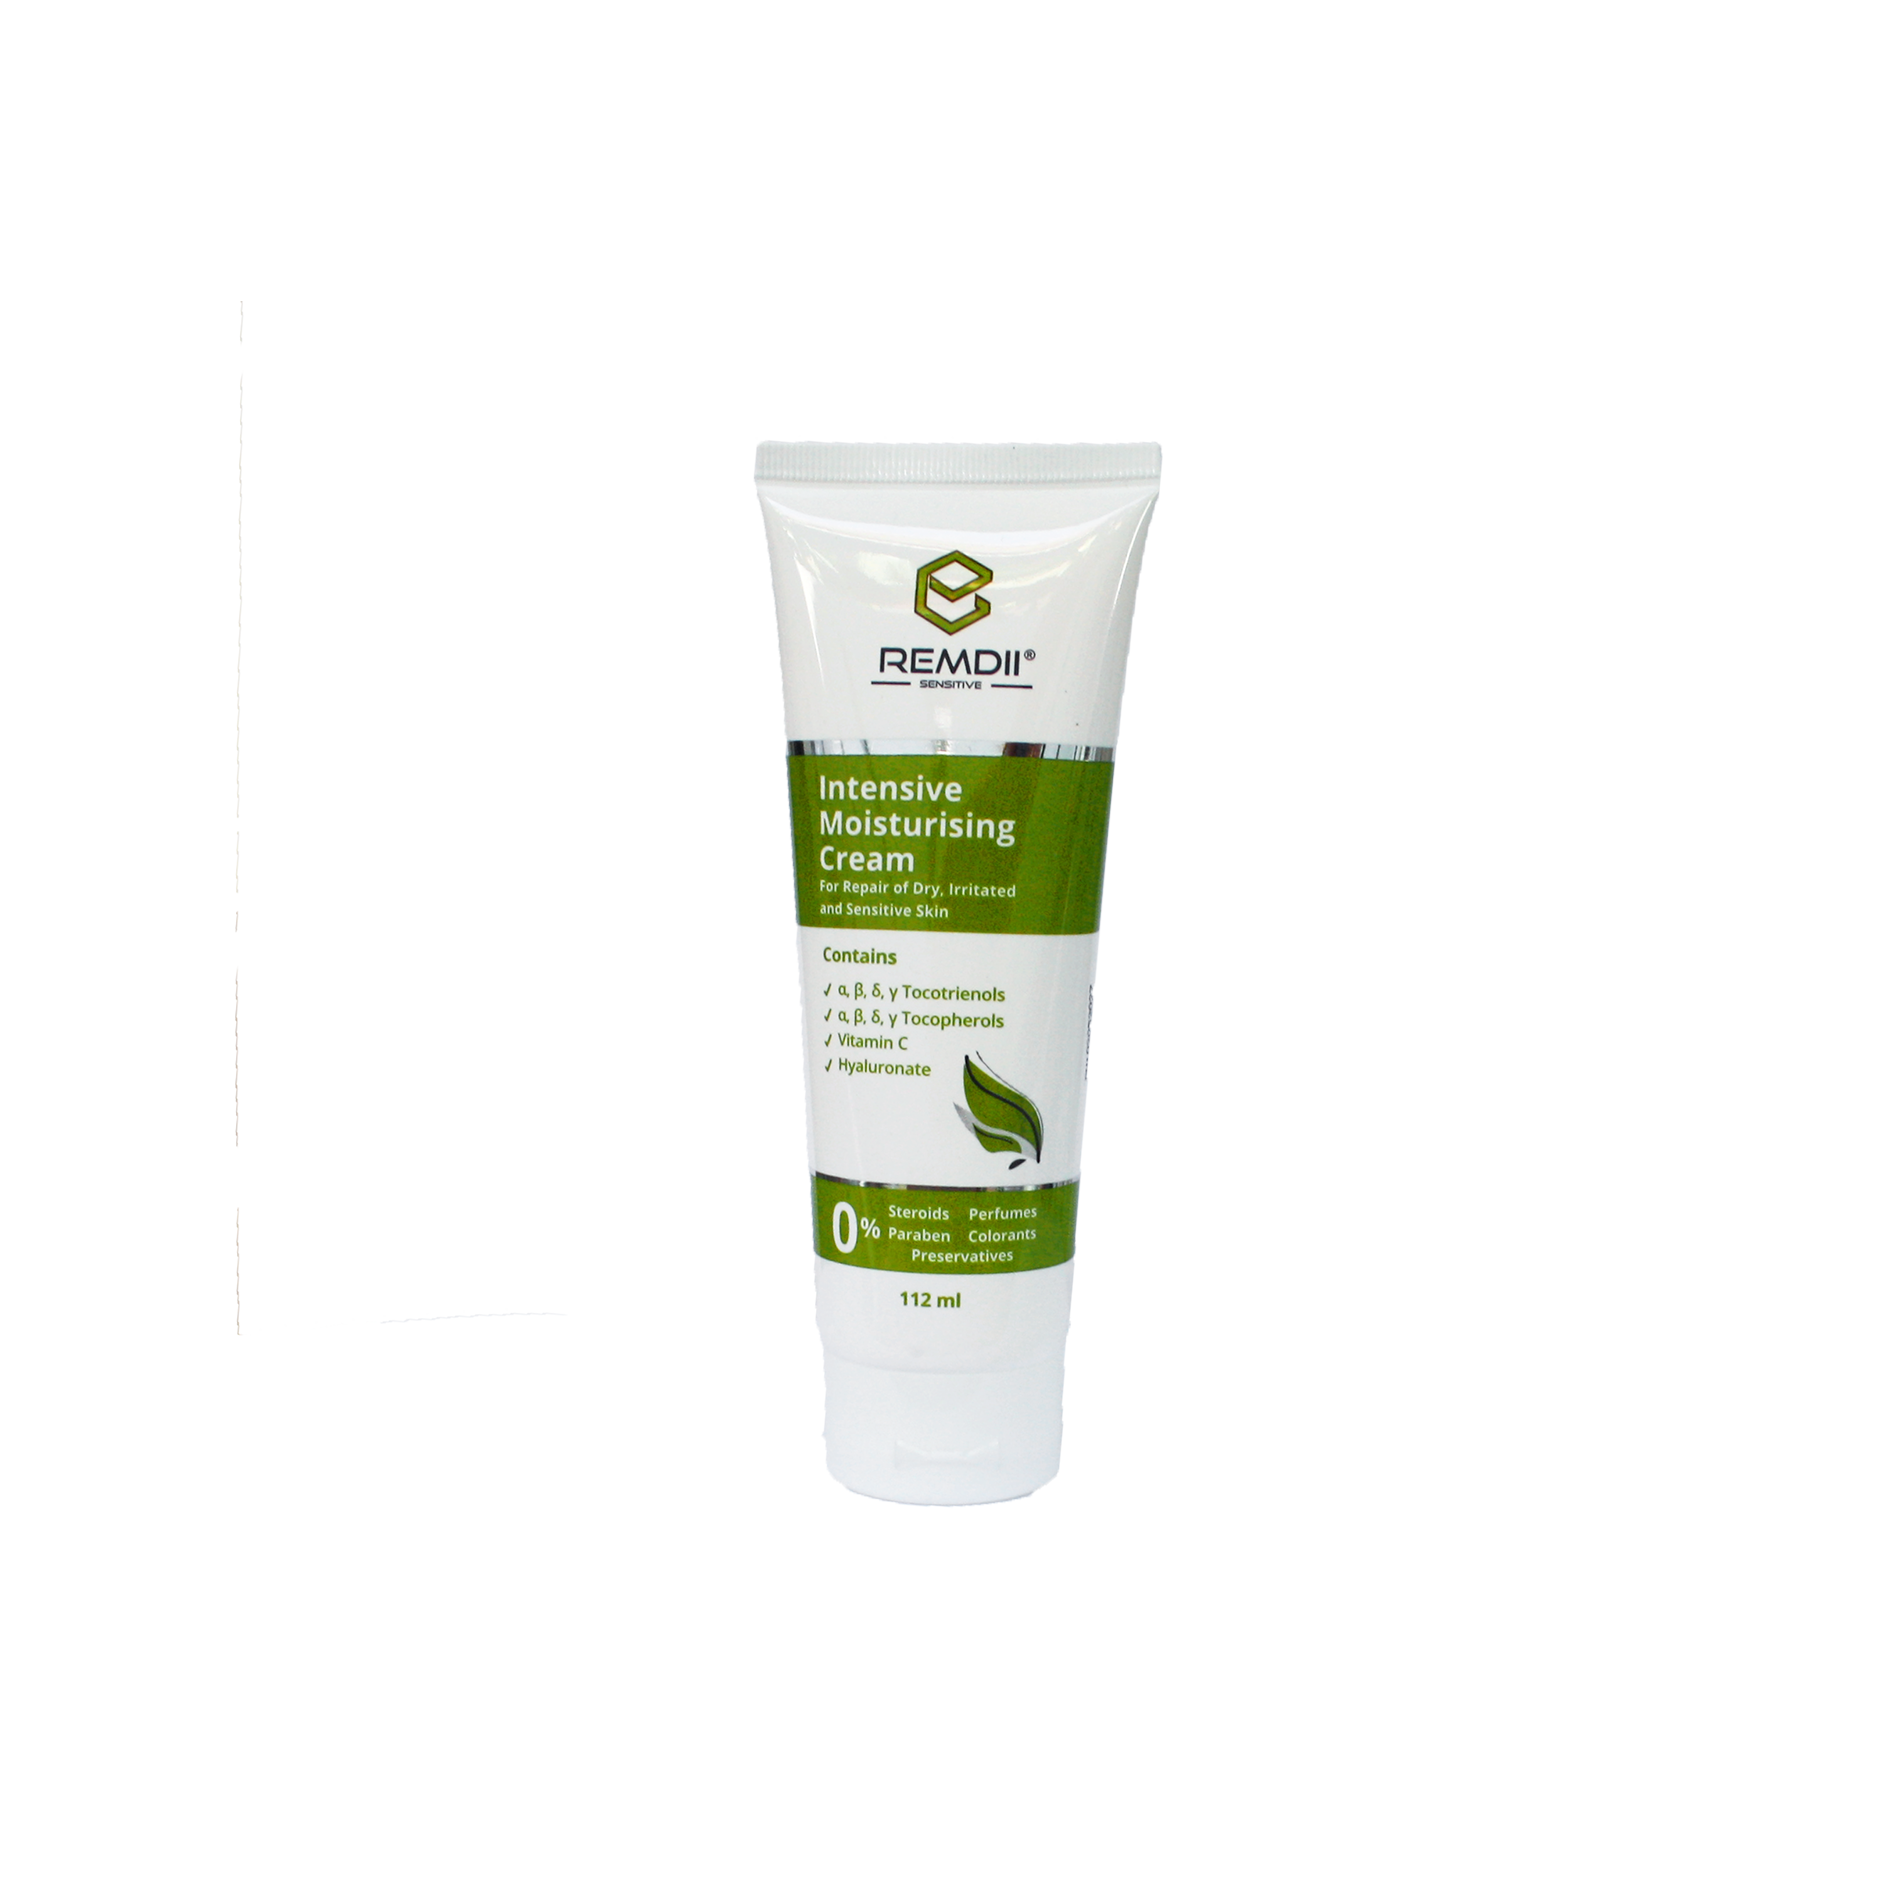 REMDII®
SENSITIVE
Intensive
Moisturising
Cream
For Repair of Dry, Irritated
and Sensitive Skin
Contains
✓ α, β, δ, γ Tocotrienols
✓ α, β, δ, γ Tocopherols
✓ Vitamin C
✓ Hyaluronate
0% Steroids Perfumes
Paraben Colorants
Preservatives
112 ml